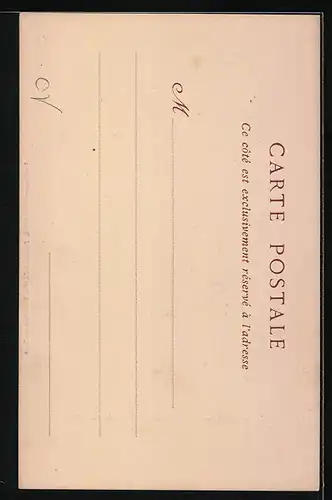 CARTE POSTALE
Ce côté est exclusivement réservé à l'adresse
M